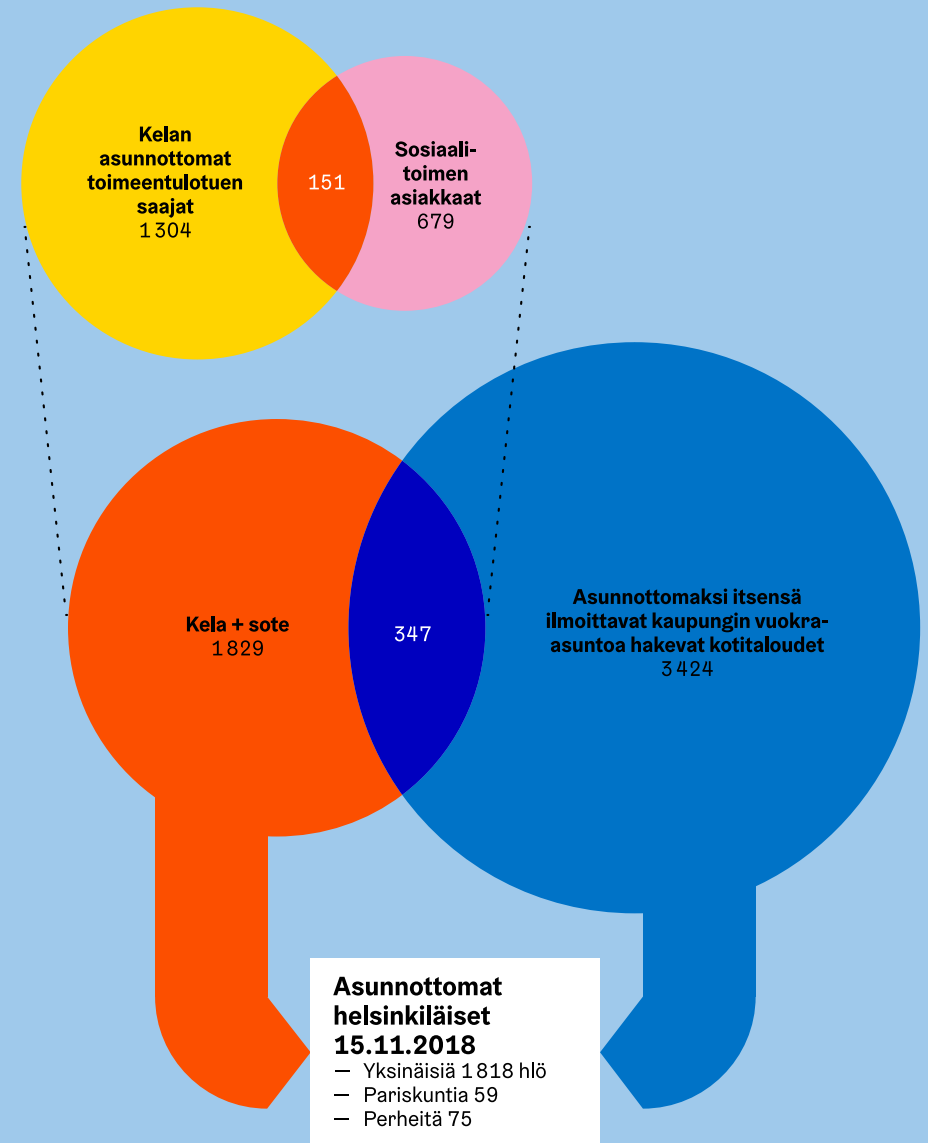 Kelan
asunnottomat
toimeentulotuen
saajat
1 304
151
Sosiaali-
toimen
asiakkaat
679
Kela + sote
1 829
347
Asunnottomaksi itsensä
ilmoittavat kaupungin vuokra-
asuntoa hakevat kotitaloudet
3 424
Asunnottomat
helsinkiläiset
15.11.2018
— Yksinäisiä 1 818 hlö
— Pariskuntia 59
— Perheitä 75